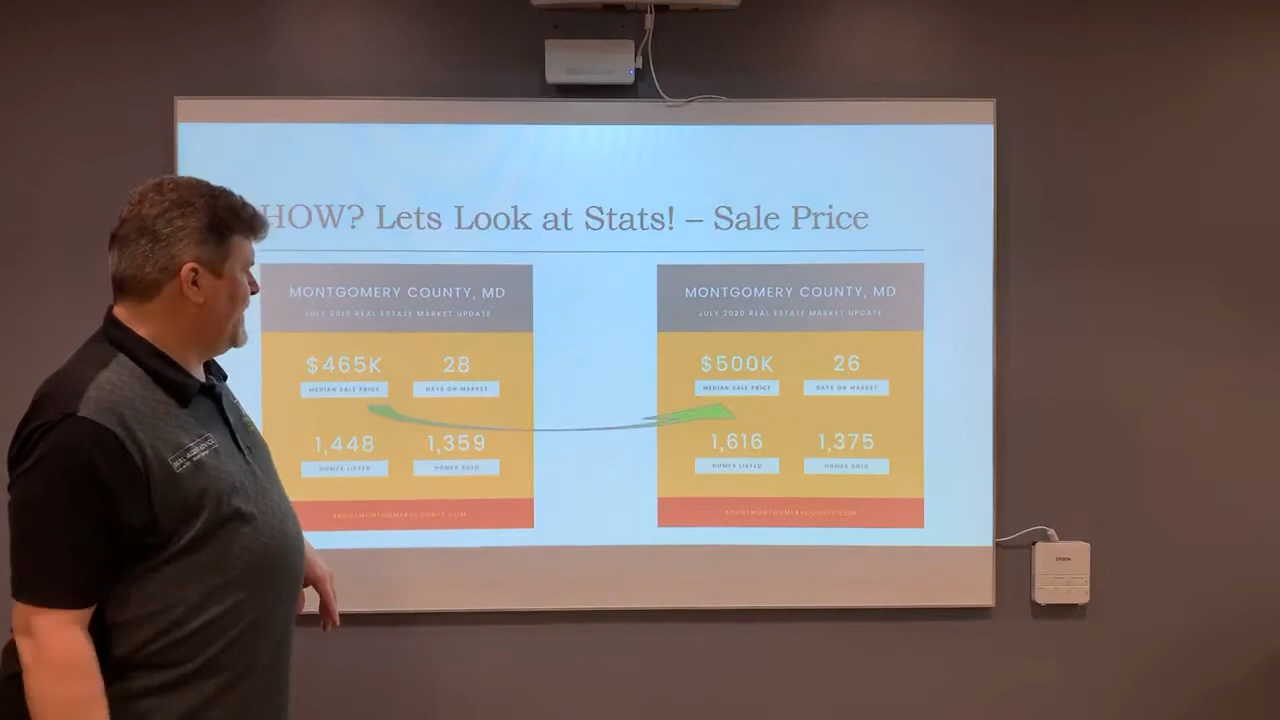 HOW? Lets Look at Stats! – Sale Price
MONTGOMERY COUNTY, MD
JULY 2019 REAL ESTATE MARKET UPDATE
$465K
28
MEDIAN SALE PRICE
DAYS ON MARKET
1,448
1,359
HOMES LISTED
HOMES SOLD
MONTGOMERY COUNTY, MD
JULY 2020 REAL ESTATE MARKET UPDATE
$500K
26
MEDIAN SALE PRICE
DAYS ON MARKET
1,616
1,375
HOMES LISTED
HOMES SOLD
EPSON